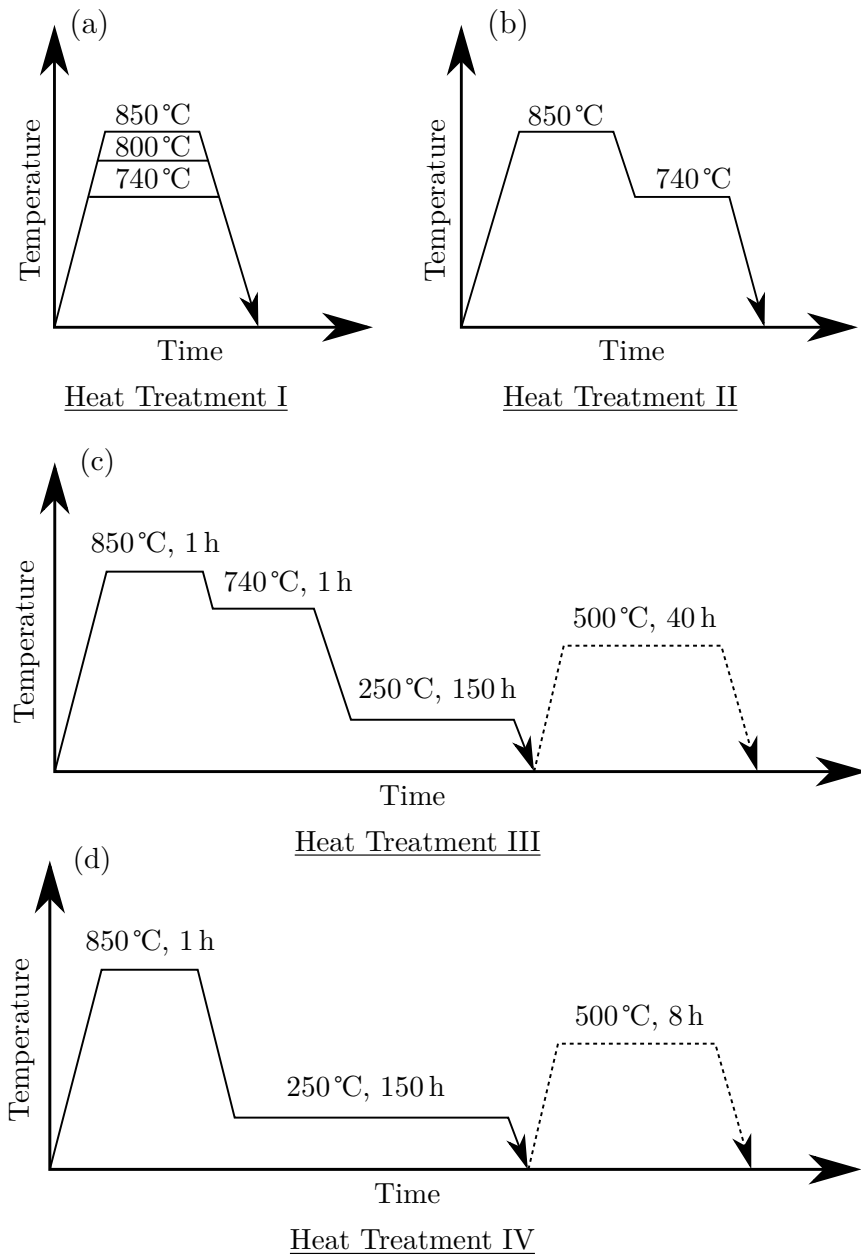 (a)
850 °C
800 °C
740 °C
Temperature
Time
Heat Treatment I
(b)
850 °C
740 °C
Temperature
Time
Heat Treatment II
(c)
850 °C, 1 h
740 °C, 1 h
500 °C, 40 h
250 °C, 150 h
Temperature
Time
Heat Treatment III
(d)
850 °C, 1 h
500 °C, 8 h
250 °C, 150 h
Temperature
Time
Heat Treatment IV